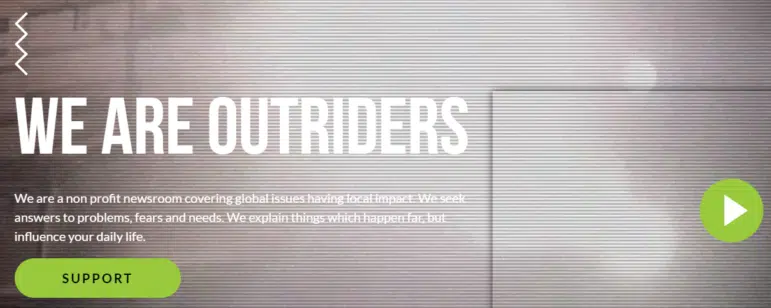 WE ARE OUTRIDERS
We are a non profit newsroom covering global issues having local impact. We seek
answers to problems, fears and needs. We explain things which happen far, but
influence your daily life.
SUPPORT